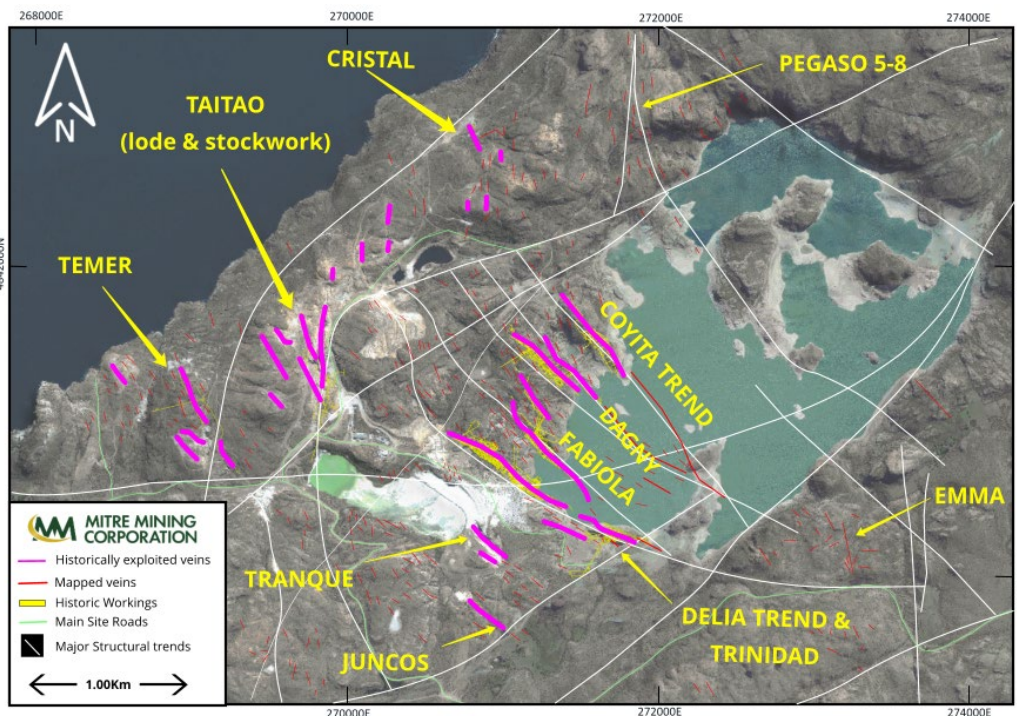 268000E
270000E
272000E
274000E
N
CRISTAL
PEGASO 5-8
TAITAO
(lode & stockwork)
TEMER
COYITA TREND
DAGNY
FABIOLA
EMMA
TRANQUE
DELIA TREND &
TRINIDAD
JUNCOS
MITRE MINING
CORPORATION
Historically exploited veins
Mapped veins
Historic Workings
Main Site Roads
Major Structural trends
1.00Km
270000E
272000E
274000E